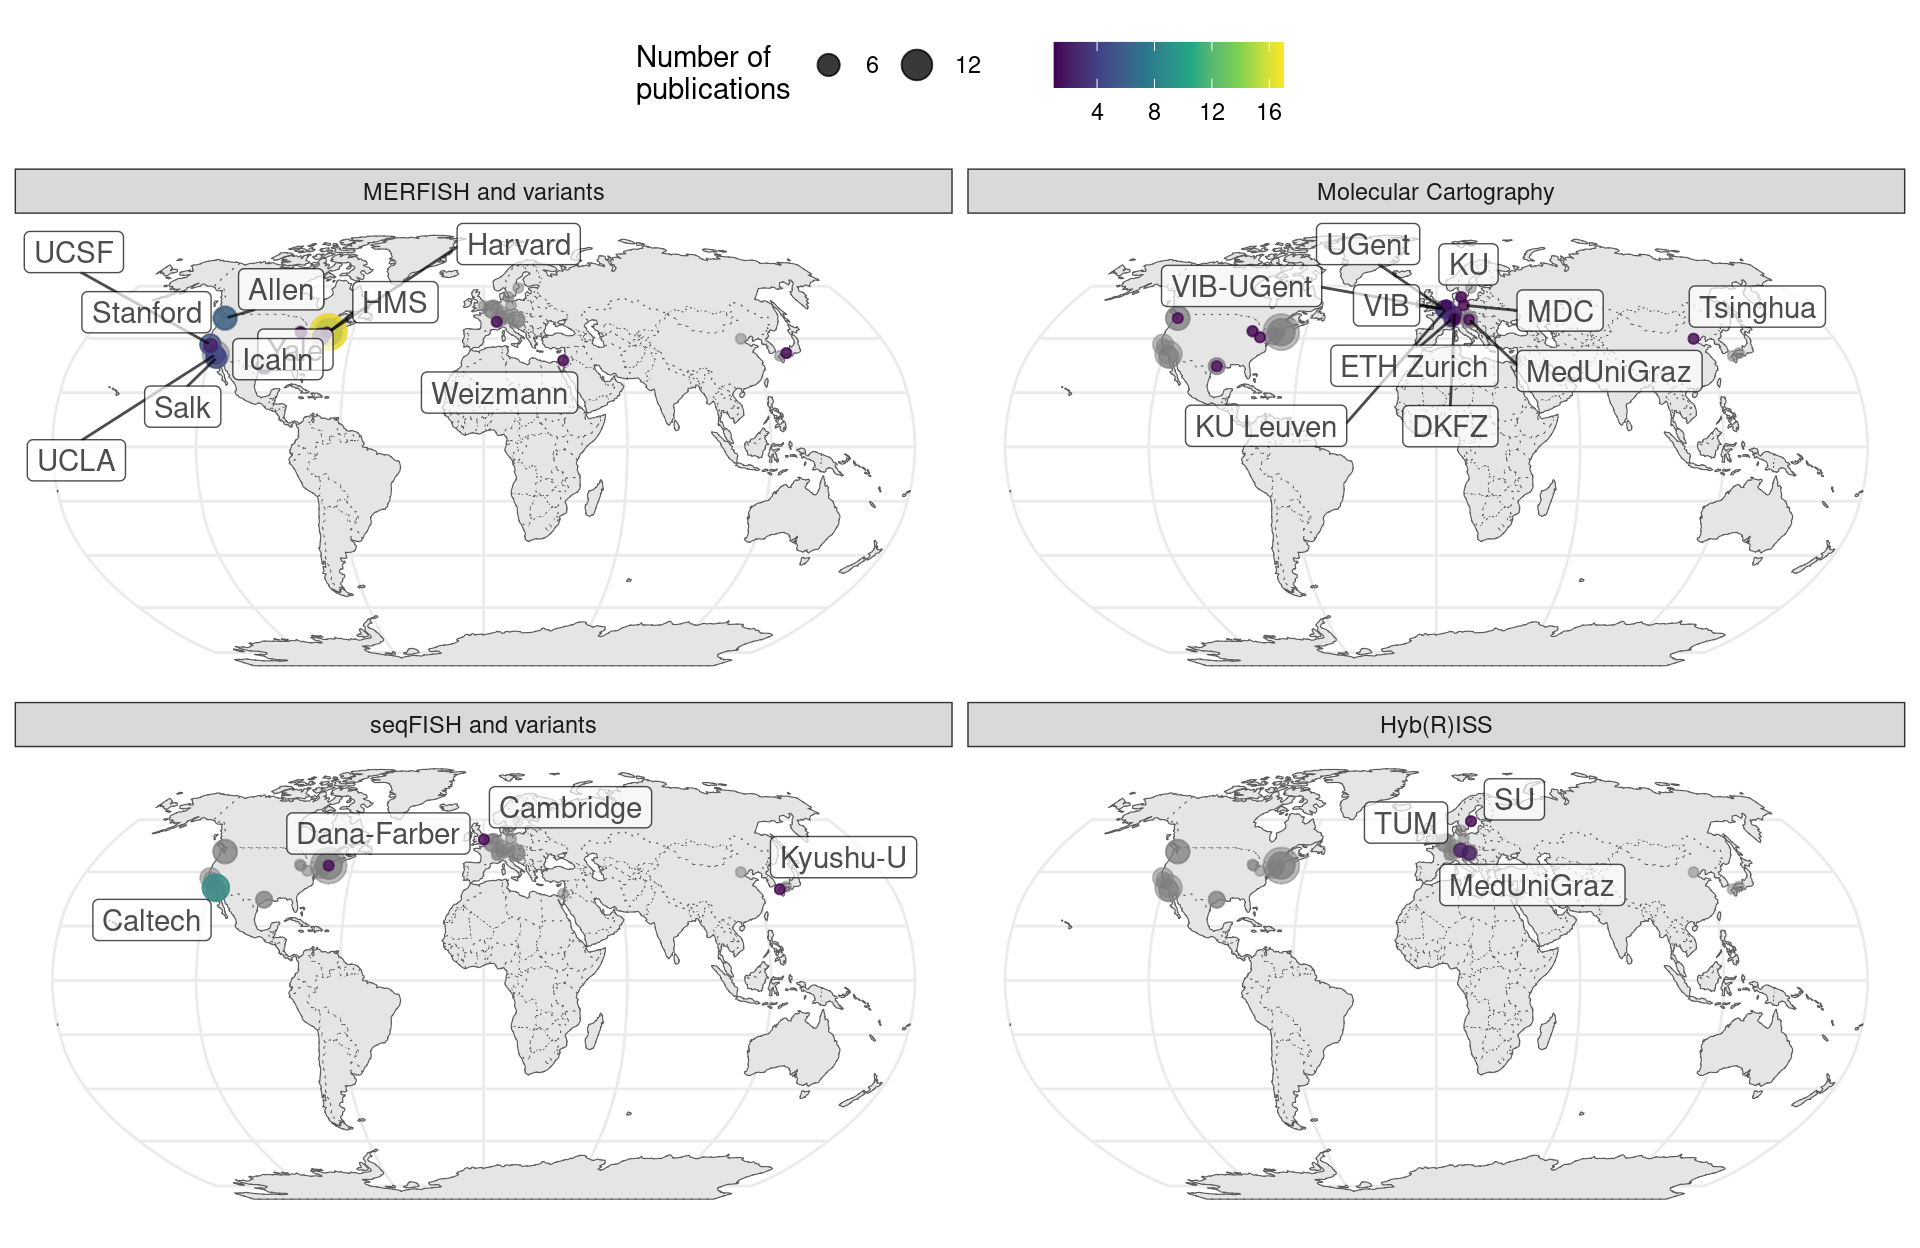 Number of
publications
6
12
4
8
12
16
MERFISH and variants
Molecular Cartography
UCSF
Harvard
Allen
HMS
Stanford
Yale
Icahn
Weizmann
Salk
UCLA
UGent
KU
VIB-UGent
VIB
MDC
Tsinghua
ETH Zurich
MedUniGraz
KU Leuven
DKFZ
seqFISH and variants
Hyb(R)ISS
Cambridge
Dana-Farber
Kyushu-U
Caltech
SU
TUM
MedUniGraz